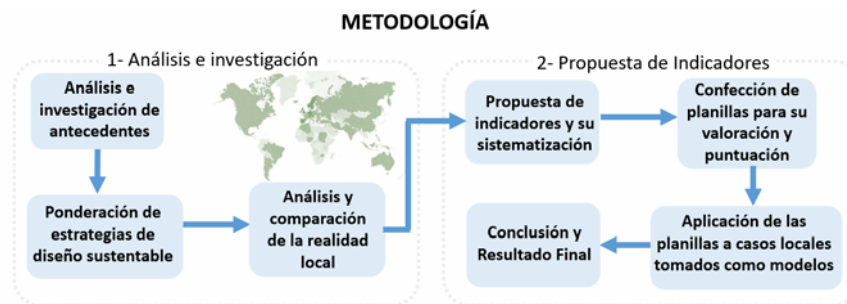 METODOLOGÍA
1- Análisis e investigación
Análisis e
investigación de
antecedentes
Ponderación de
estrategias de
diseño sustentable
Análisis y
comparación
de la realidad
local
2- Propuesta de Indicadores
Propuesta de
indicadores y su
sistematización
Confección de
planillas para su
valoración y
puntuación
Aplicación de las
planillas a casos locales
tomados como modelos
Conclusión y
Resultado Final